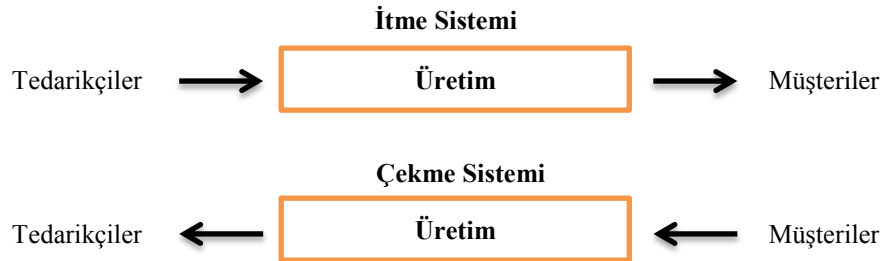 İtme Sistemi
Tedarikçiler Üretim Müşteriler
Çekme Sistemi
Tedarikçiler Üretim Müşteriler